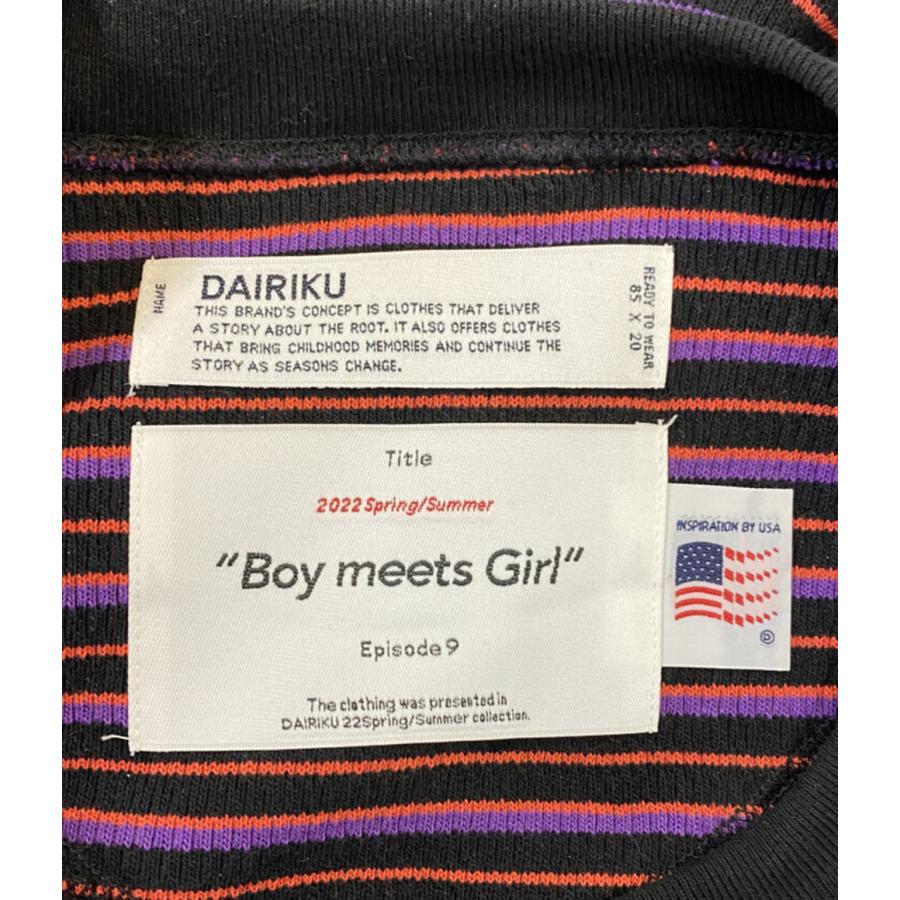 NAME
DAIRIKU
THIS BRAND'S CONCEPT IS CLOTHES THAT DELIVER
A STORY ABOUT THE ROOT. IT ALSO OFFERS CLOTHES
THAT BRING CHILDHOOD MEMORIES AND CONTINUE THE
STORY AS SEASONS CHANGE.
READY TO WEAR
85 X 20
Title
2022 Spring/Summer
"Boy meets Girl"
Episode 9
The clothing was presented in
DAIRIKU 22Spring/Summer collection.
INSPIRATION BY USA
Ⓓ